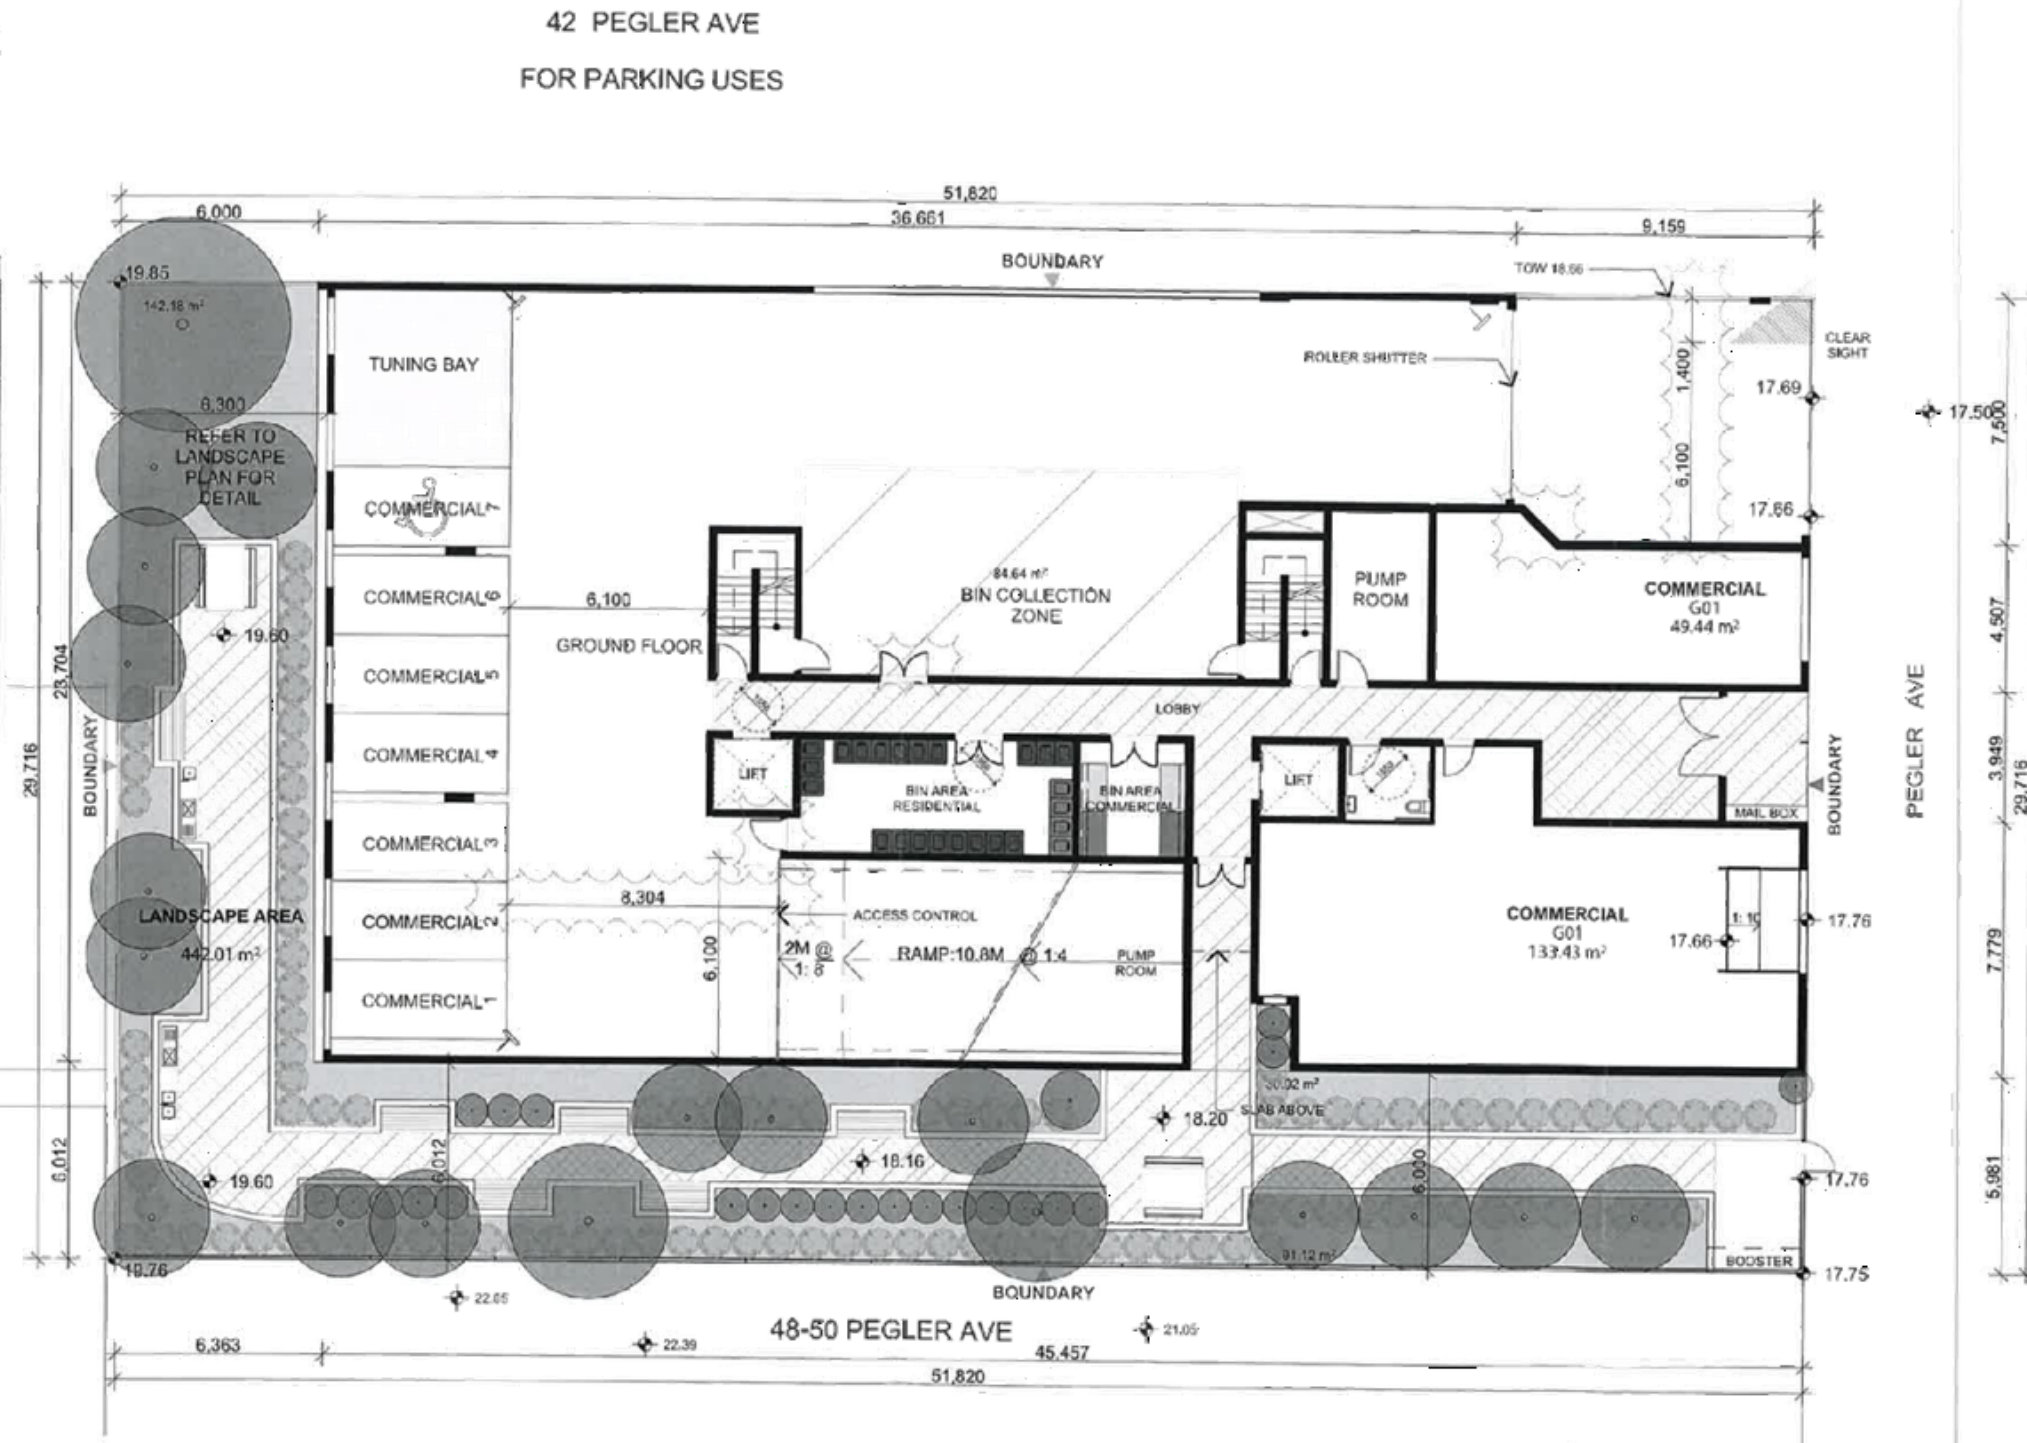 42 PEGLER AVE
FOR PARKING USES
51,820
6,000
36,661
9,159
BOUNDARY
TOW 18.66
19.85
142.18 m²
CLEAR
SIGHT
TUNING BAY
ROLLER SHUTTER
1,400
17.69
17.500
7,500
6,300
REFER TO
LANDSCAPE
PLAN FOR
DETAIL
6,100
17.66
COMMERCIAL 7
COMMERCIAL 6
6,100
84.64 m²
BIN COLLECTION
ZONE
PUMP
ROOM
COMMERCIAL
G01
49.44 m²
4,507
19.60
GROUND FLOOR
23,704
COMMERCIAL 5
LOBBY
BOUNDARY
29,716
COMMERCIAL 4
LIFT
BIN AREA
RESIDENTIAL
BIN AREA
COMMERCIAL
LIFT
MAIL BOX
BOUNDARY
PEGLER AVE
3,949
29,716
COMMERCIAL 3
8,304
LANDSCAPE AREA
442.01 m²
COMMERCIAL 2
ACCESS CONTROL
COMMERCIAL
G01
133.43 m²
1: 10
17.66
17.76
2M @
1: 8
RAMP:10.8M @ 1:4
PUMP
ROOM
6,100
7,779
COMMERCIAL 1
SLAB ABOVE
18.20
6,012
6,012
18.16
19.60
6,000
17.76
5,981
91.12 m²
BOOSTER
19.76
17.75
BOUNDARY
22.05
48-50 PEGLER AVE
21.05
22.39
6,363
45,457
51,820